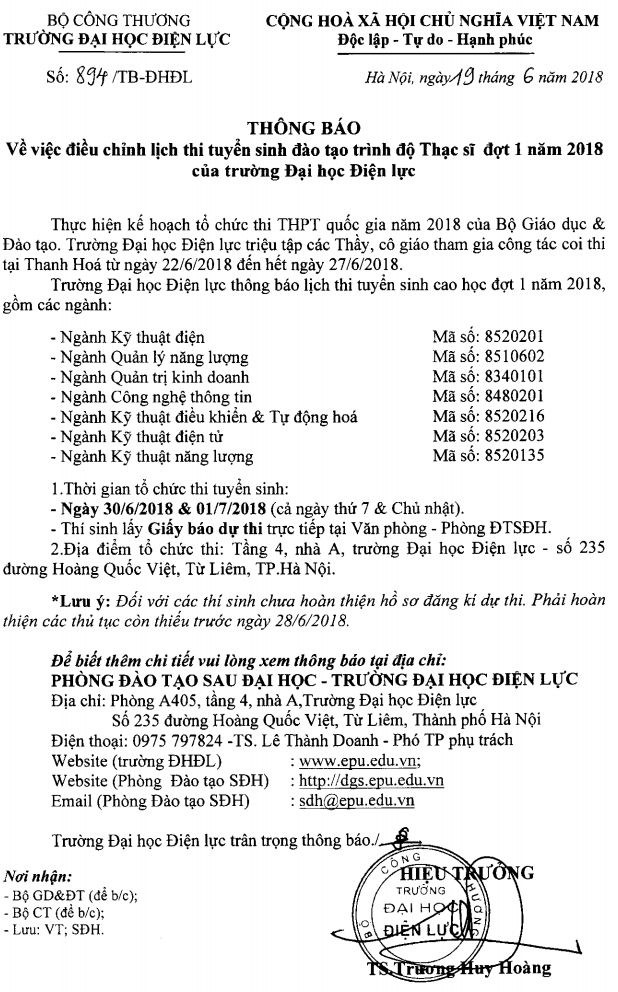 BỘ CÔNG THƯƠNG
TRƯỜNG ĐẠI HỌC ĐIỆN LỰC
Số: 894/TB-ĐHĐL
CỘNG HOÀ XÃ HỘI CHỦ NGHĨA VIỆT NAM
Độc lập - Tự do - Hạnh phúc
Hà Nội, ngày 19 tháng 6 năm 2018
THÔNG BÁO
Về việc điều chỉnh lịch thi tuyển sinh đào tạo trình độ Thạc sĩ đợt 1 năm 2018
của trường Đại học Điện lực
Thực hiện kế hoạch tổ chức thi THPT quốc gia năm 2018 của Bộ Giáo dục &
Đào tạo. Trường Đại học Điện lực triệu tập các Thầy, cô giáo tham gia công tác coi thi
tại Thanh Hoá từ ngày 22/6/2018 đến hết ngày 27/6/2018.
Trường Đại học Điện lực thông báo lịch thi tuyển sinh cao học đợt 1 năm 2018,
gồm các ngành:
- Ngành Kỹ thuật điện Mã số: 8520201
- Ngành Quản lý năng lượng Mã số: 8510602
- Ngành Quản trị kinh doanh Mã số: 8340101
- Ngành Công nghệ thông tin Mã số: 8480201
- Ngành Kỹ thuật điều khiển & Tự động hoá Mã số: 8520216
- Ngành Kỹ thuật điện tử Mã số: 8520203
- Ngành Kỹ thuật năng lượng Mã số: 8520135
1.Thời gian tổ chức thi tuyển sinh:
- Ngày 30/6/2018 & 01/7/2018 (cả ngày thứ 7 & Chủ nhật).
- Thí sinh lấy Giấy báo dự thi trực tiếp tại Văn phòng - Phòng ĐTSĐH.
2.Địa điểm tổ chức thi: Tầng 4, nhà A, trường Đại học Điện lực - số 235
đường Hoàng Quốc Việt, Từ Liêm, TP.Hà Nội.
*Lưu ý: Đối với các thí sinh chưa hoàn thiện hồ sơ đăng kí dự thi. Phải hoàn
thiện các thủ tục còn thiếu trước ngày 28/6/2018.
Để biết thêm chi tiết vui lòng xem thông báo tại địa chỉ:
PHÒNG ĐÀO TẠO SAU ĐẠI HỌC - TRƯỜNG ĐẠI HỌC ĐIỆN LỰC
Địa chỉ: Phòng A405, tầng 4, nhà A,Trường Đại học Điện lực
Số 235 đường Hoàng Quốc Việt, Từ Liêm, Thành phố Hà Nội
Điện thoại: 0975 797824 -TS. Lê Thành Doanh - Phó TP phụ trách
Website (trường ĐHĐL) : www.epu.edu.vn;
Website (Phòng Đào tạo SĐH) : http://dgs.epu.edu.vn
Email (Phòng Đào tạo SĐH) : sdh@epu.edu.vn
Trường Đại học Điện lực trân trọng thông báo./.
Nơi nhận:
- Bộ GD&ĐT (để b/c);
- Bộ CT (để b/c);
- Lưu: VT; SĐH.
HIỆU TRƯỞNG
BỘ CÔNG THƯƠNG
TRƯỜNG
ĐẠI HỌC
ĐIỆN LỰC
TS.Trương Huy Hoàng